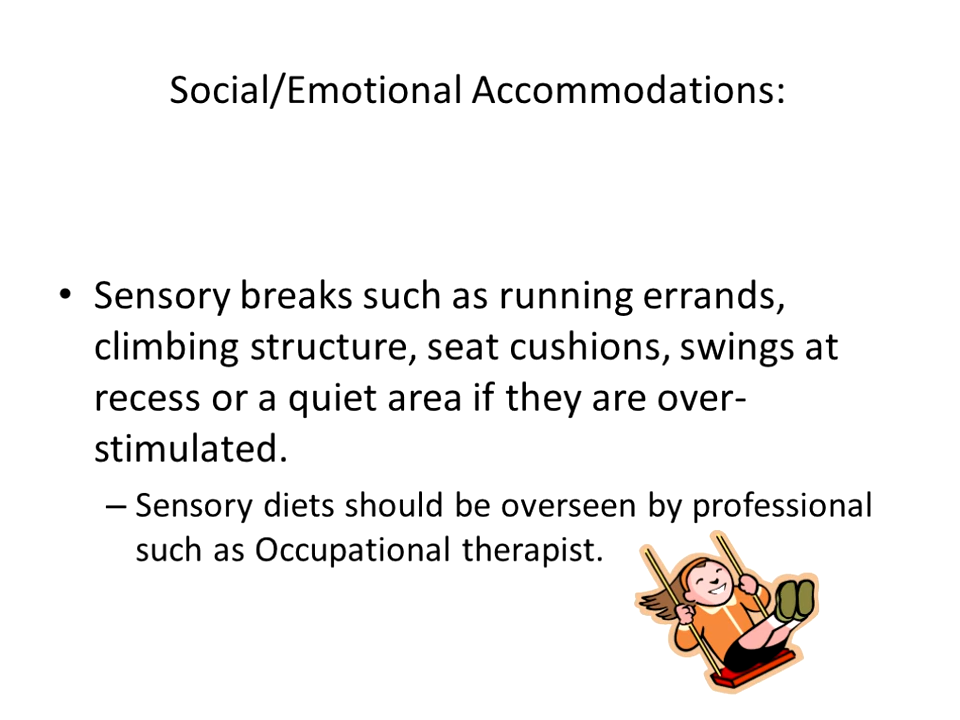 Social/Emotional Accommodations:
• Sensory breaks such as running errands,
climbing structure, seat cushions, swings at
recess or a quiet area if they are over-
stimulated.
– Sensory diets should be overseen by professional
such as Occupational therapist.